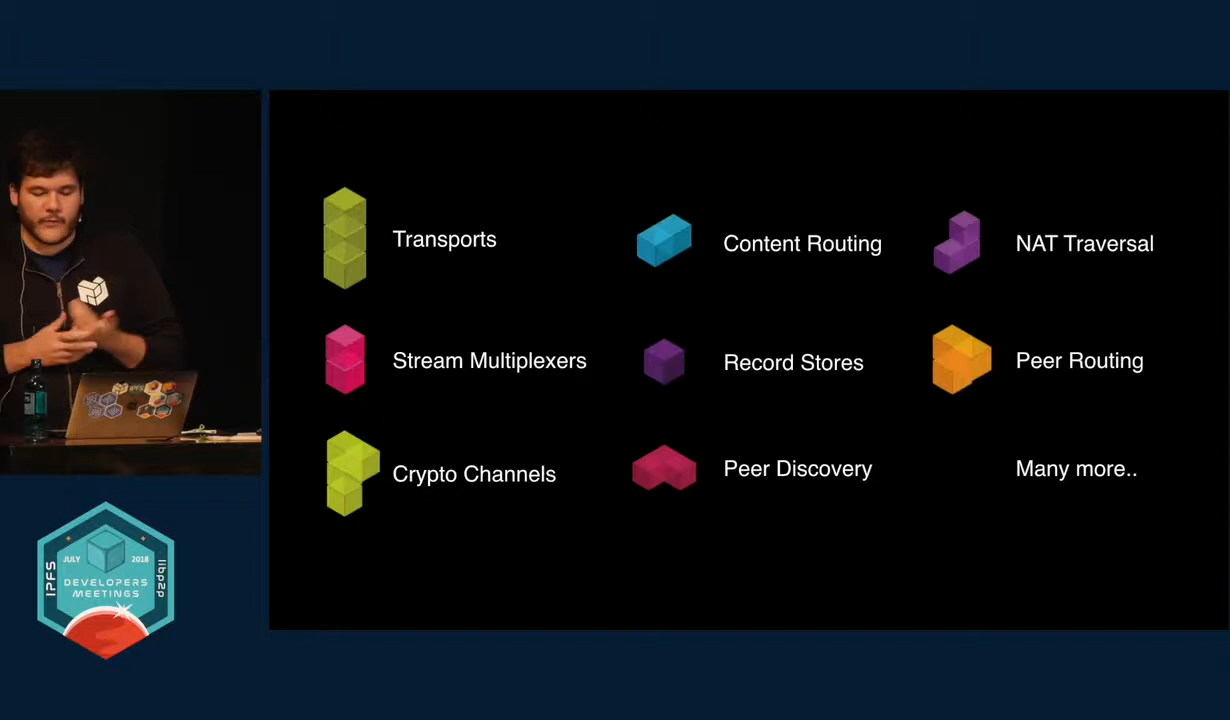 Transports
Content Routing
NAT Traversal
Stream Multiplexers
Record Stores
Peer Routing
Crypto Channels
Peer Discovery
Many more..
IPFS
JULY
2018
libp2p
DEVELOPERS
MEETINGS
IPFS